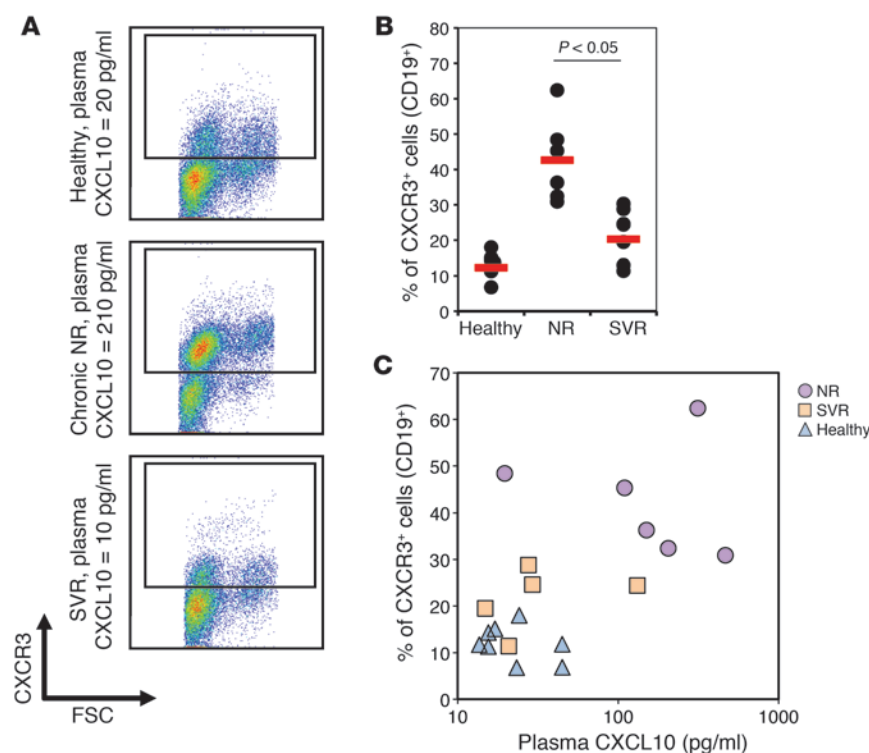 A
Healthy, plasma
CXCL10 = 20 pg/ml
Chronic NR, plasma
CXCL10 = 210 pg/ml
SVR, plasma
CXCL10 = 10 pg/ml
CXCR3
FSC
B
% of CXCR3⁺ cells (CD19⁺)
80
70
60
50
40
30
20
10
0
P < 0.05
Healthy NR SVR
C
% of CXCR3⁺ cells (CD19⁺)
70
60
50
40
30
20
10
0
10 100 1000
Plasma CXCL10 (pg/ml)
NR
SVR
Healthy